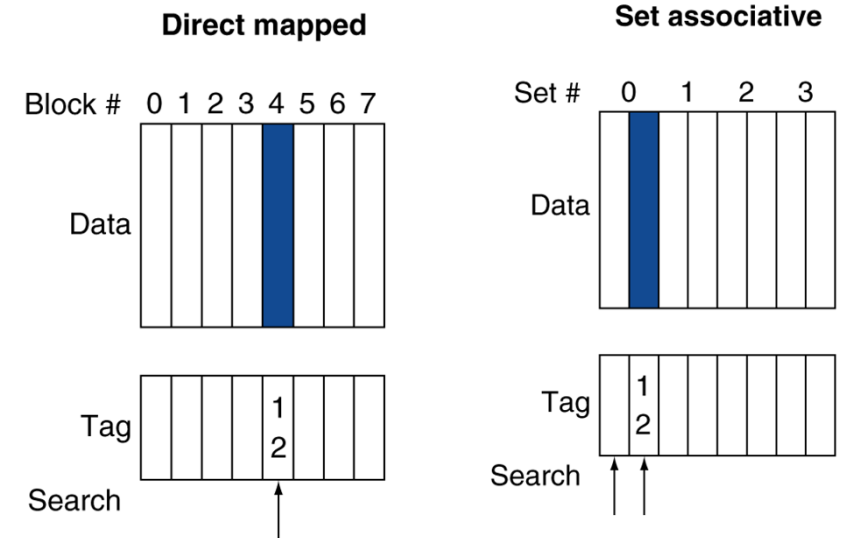 Direct mapped
Block # 0 1 2 3 4 5 6 7
Data
Tag
1
2
Search
Set associative
Set # 0 1 2 3
Data
Tag
1
2
Search